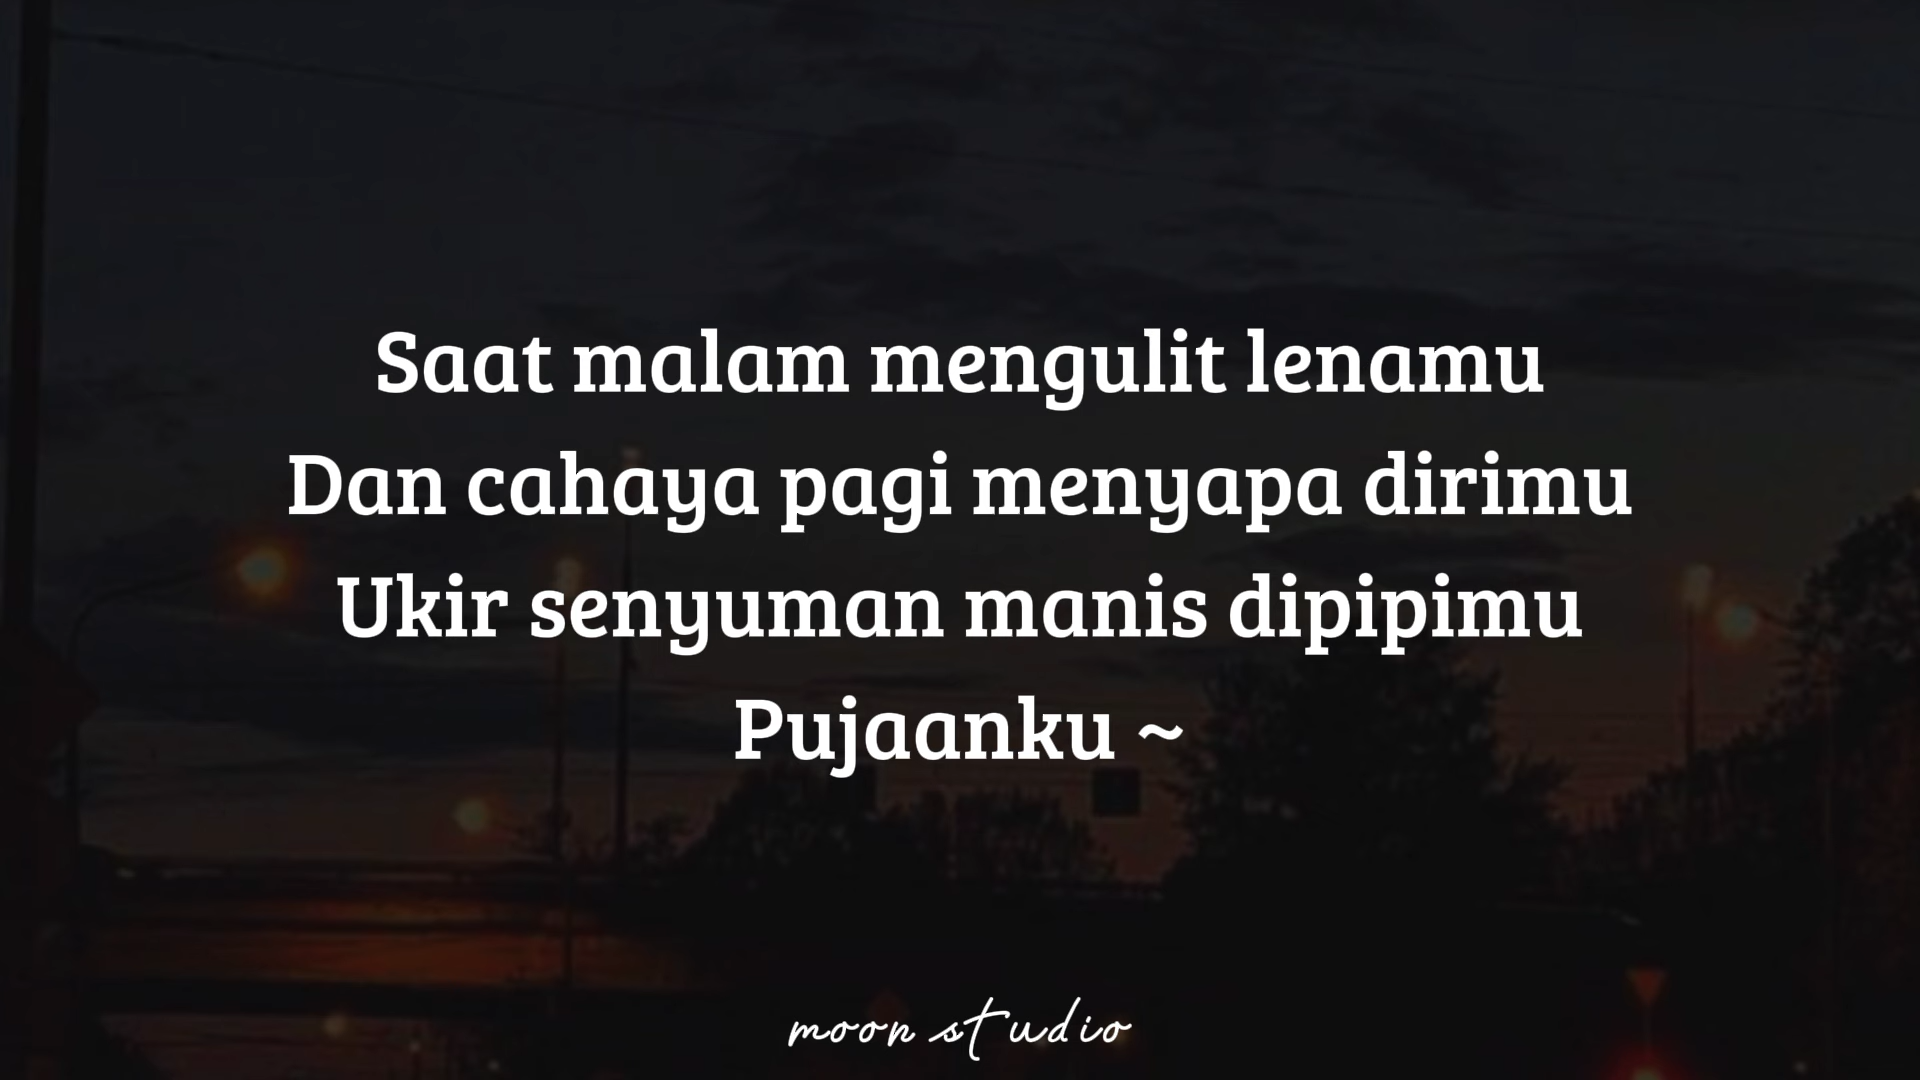 Saat malam mengulit lenamu
Dan cahaya pagi menyapa dirimu
Ukir senyuman manis dipipimu
Pujaanku ~
moon studio